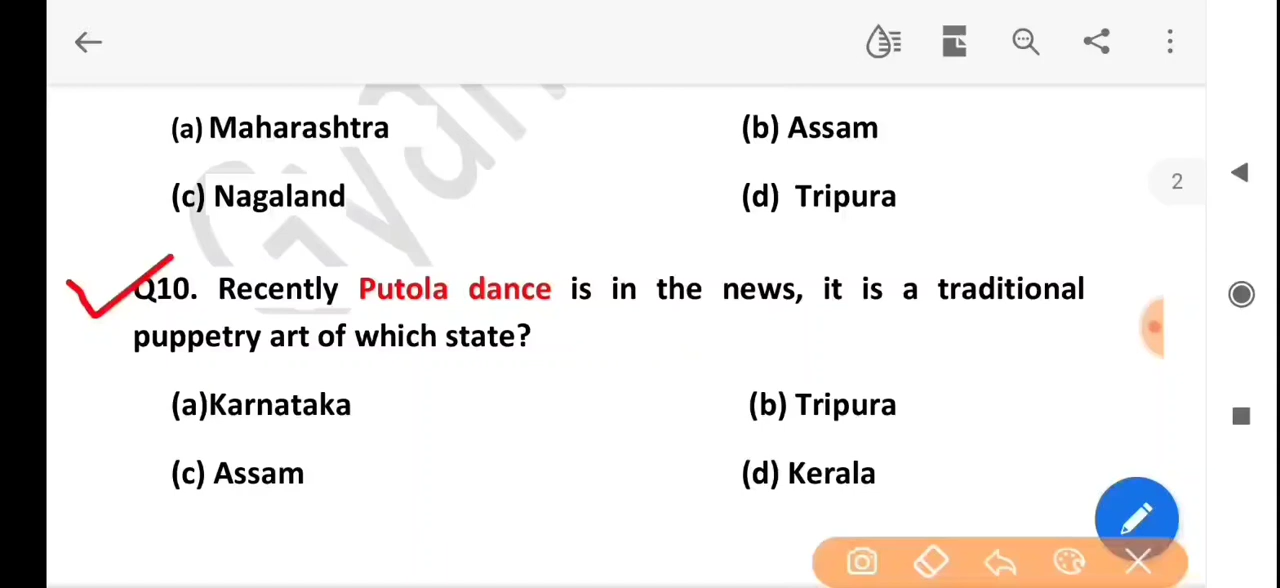 (a) Maharashtra (b) Assam
(c) Nagaland (d) Tripura
2
Q10. Recently Putola dance is in the news, it is a traditional
puppetry art of which state?
(a)Karnataka (b) Tripura
(c) Assam (d) Kerala
Gyan